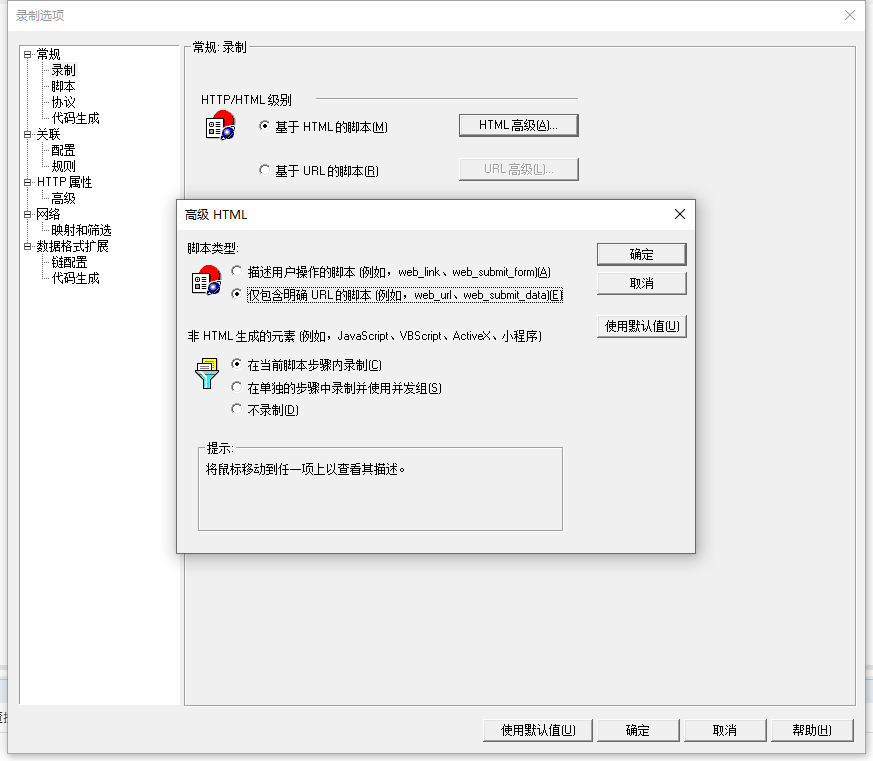 录制选项
常规
录制
脚本
协议
代码生成
关联
配置
规则
HTTP 属性
高级
网络
映射和筛选
数据格式扩展
链配置
代码生成
常规: 录制
HTTP/HTML 级别
基于 HTML 的脚本(M)
HTML 高级(A)...
基于 URL 的脚本(R)
URL 高级(L)...
高级 HTML
脚本类型:
描述用户操作的脚本 (例如，web_link、web_submit_form)(A)
仅包含明确 URL 的脚本 (例如，web_url、web_submit_data)(E)
确定
取消
使用默认值(U)
非 HTML 生成的元素 (例如，JavaScript、VBScript、ActiveX、小程序)
在当前脚本步骤内录制(C)
在单独的步骤中录制并使用并发组(S)
不录制(D)
提示:
将鼠标移动到任一项上以查看其描述。
使用默认值(U)
确定
取消
帮助(H)